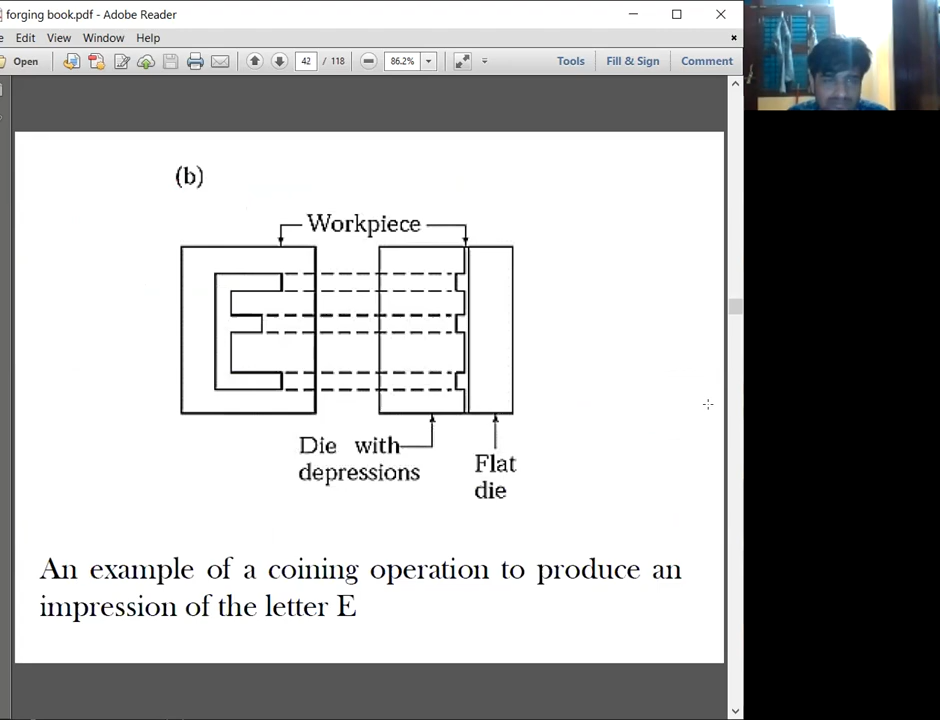 forging book.pdf - Adobe Reader
Edit View Window Help
Open 42 / 118 86.2% Tools Fill & Sign Comment
(b)
Workpiece
Die with
depressions
Flat
die
An example of a coining operation to produce an
impression of the letter E